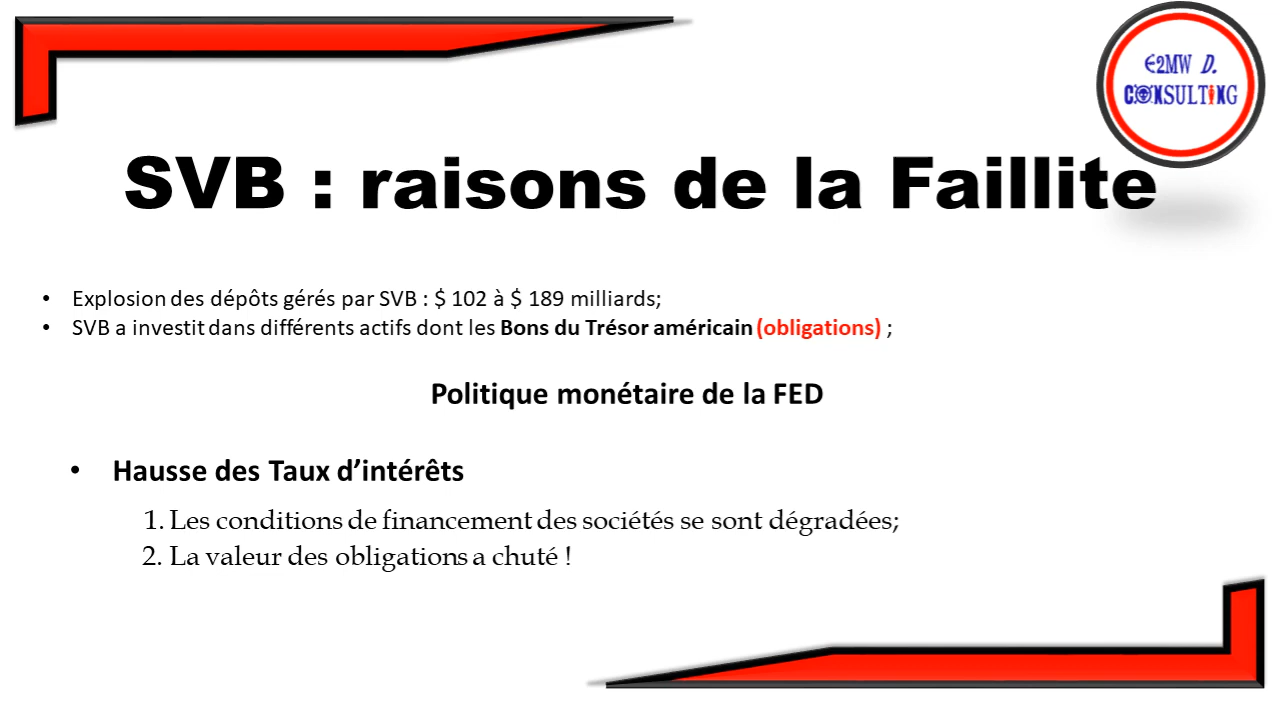 E2MW D.
CONSULTING
SVB : raisons de la Faillite
• Explosion des dépôts gérés par SVB : $ 102 à $ 189 milliards;
• SVB a investit dans différents actifs dont les Bons du Trésor américain (obligations) ;
Politique monétaire de la FED
• Hausse des Taux d’intérêts
1. Les conditions de financement des sociétés se sont dégradées;
2. La valeur des obligations a chuté !